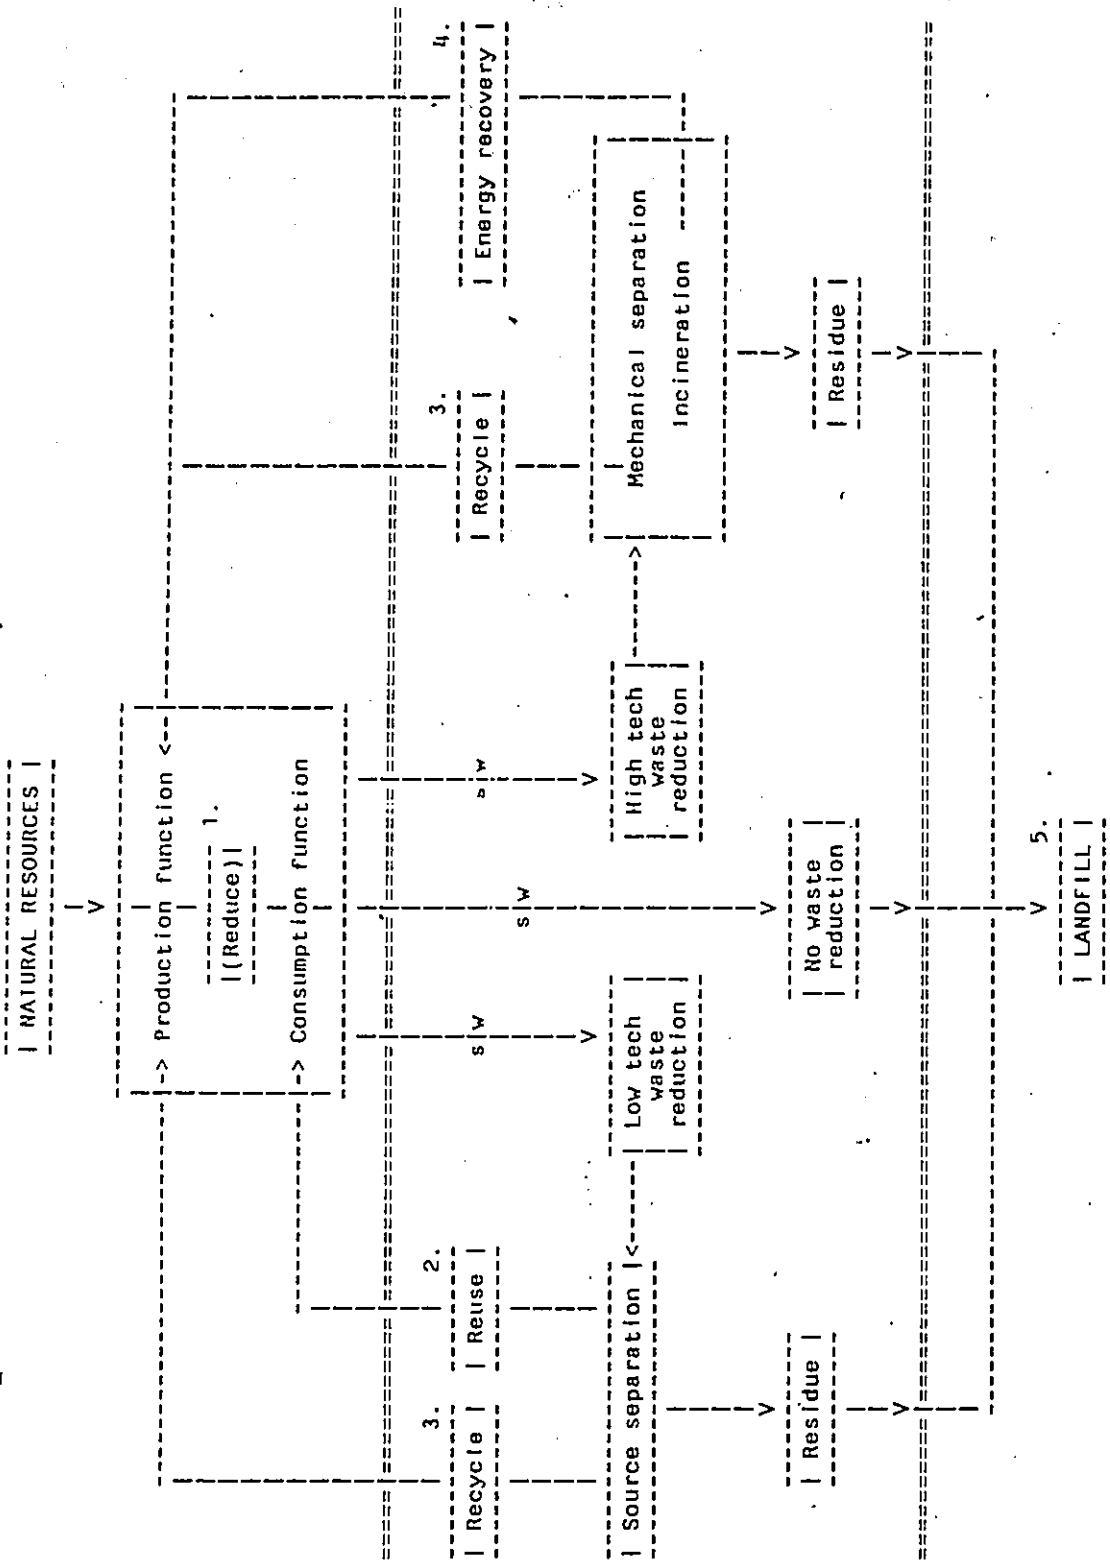 NATURAL RESOURCES
Production function
1.
(Reduce)
Consumption function
3.
2.
3.
4.
Recycle
Reuse
Recycle
Energy recovery
s w
s w
s w
Source separation
Low tech
waste
reduction
High tech
waste
reduction
Mechanical separation
Incineration
Residue
No waste
reduction
Residue
5.
LANDFILL